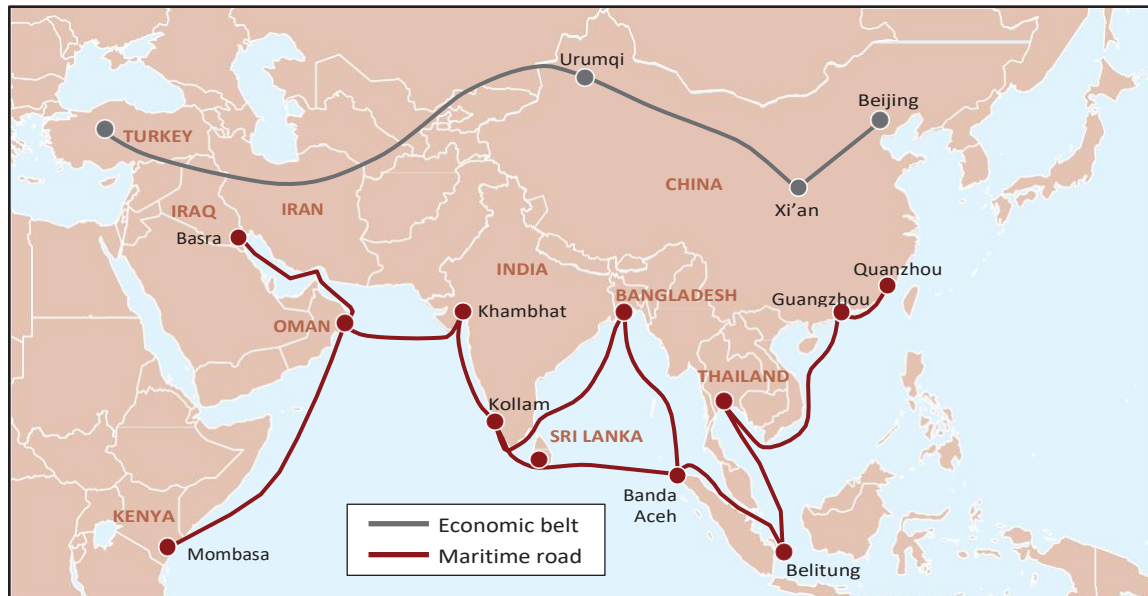 Urumqi
Beijing
TURKEY
CHINA
Xi’an
IRAQ
IRAN
Basra
INDIA
Quanzhou
BANGLADESH
Guangzhou
Khambhat
OMAN
THAILAND
Kollam
SRI LANKA
Banda
Aceh
KENYA
Economic belt
Mombasa
Maritime road
Belitung